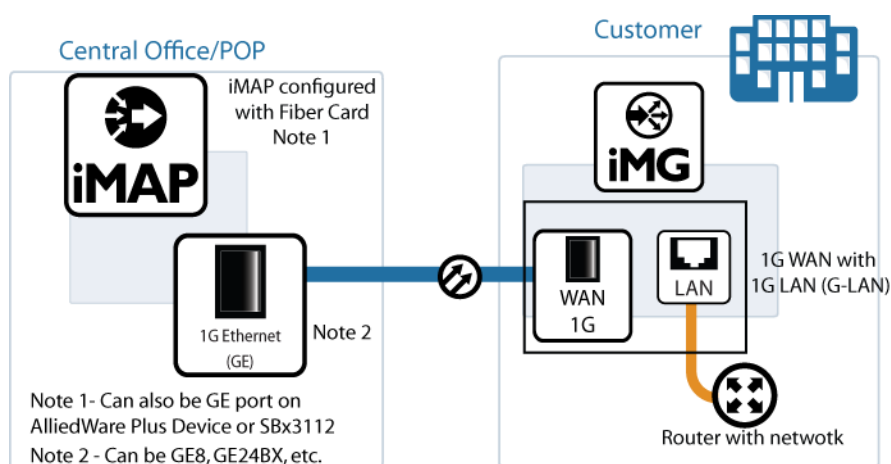 Central Office/POP
iMAP
iMAP configured
with Fiber Card
Note 1
1G Ethernet
(GE)
Note 2
Note 1- Can also be GE port on
AlliedWare Plus Device or SBx3112
Note 2 - Can be GE8, GE24BX, etc.
Customer
iMG
WAN
1G
LAN
1G WAN with
1G LAN (G-LAN)
Router with netwotk